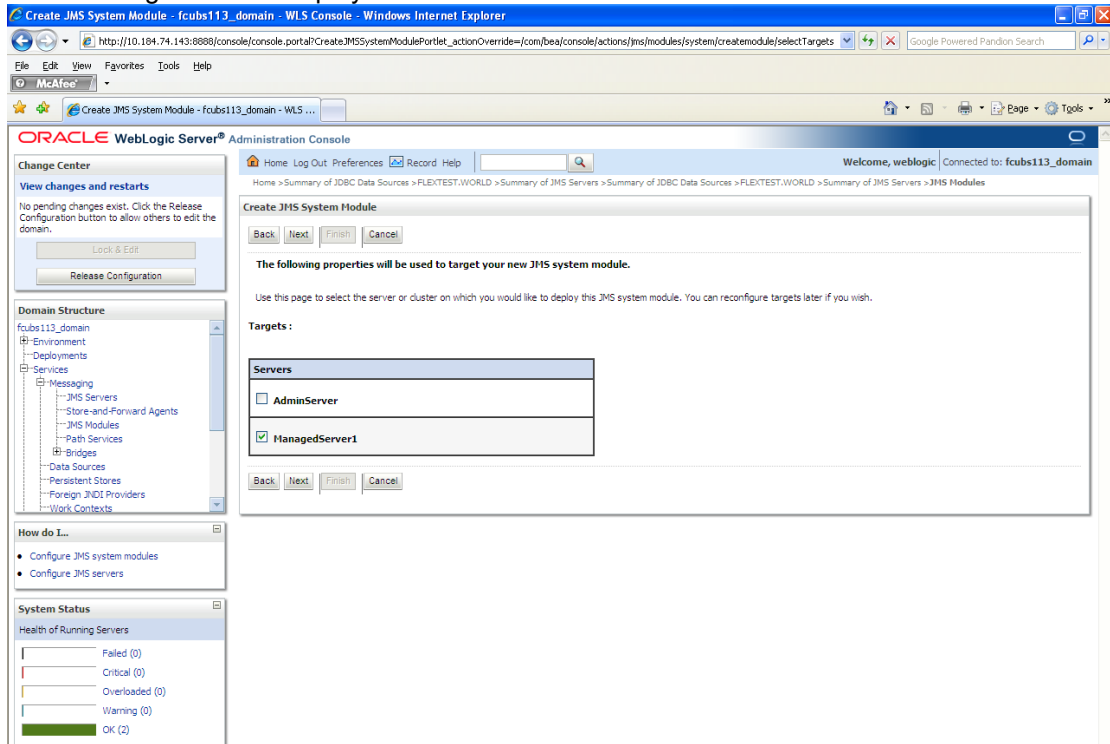 Create JMS System Module - fcubs113_domain - WLS Console - Windows Internet Explorer
http://10.184.74.143:8888/console/console.portal?CreateJMSSystemModulePortlet_actionOverride=/com/bea/console/actions/jms/modules/system/createmodule/selectTargets
Google Powered Pandion Search
File Edit View Favorites Tools Help
McAfee
Create JMS System Module - fcubs113_domain - WLS ...
Page Tools
ORACLE WebLogic Server® Administration Console
Change Center
View changes and restarts
No pending changes exist. Click the Release
Configuration button to allow others to edit the
domain.
Lock & Edit
Release Configuration
Domain Structure
fcubs113_domain
Environment
Deployments
Services
Messaging
JMS Servers
Store-and-Forward Agents
JMS Modules
Path Services
Bridges
Data Sources
Persistent Stores
Foreign JNDI Providers
Work Contexts
How do I...
Configure JMS system modules
Configure JMS servers
System Status
Health of Running Servers
Failed (0)
Critical (0)
Overloaded (0)
Warning (0)
OK (2)
Home Log Out Preferences Record Help
Welcome, weblogic Connected to: fcubs113_domain
Home >Summary of JDBC Data Sources >FLEXTEST.WORLD >Summary of JMS Servers >Summary of JDBC Data Sources >FLEXTEST.WORLD >Summary of JMS Servers >JMS Modules
Create JMS System Module
Back Next Finish Cancel
The following properties will be used to target your new JMS system module.
Use this page to select the server or cluster on which you would like to deploy this JMS system module. You can reconfigure targets later if you wish.
Targets :
Servers
AdminServer
ManagedServer1
Back Next Finish Cancel